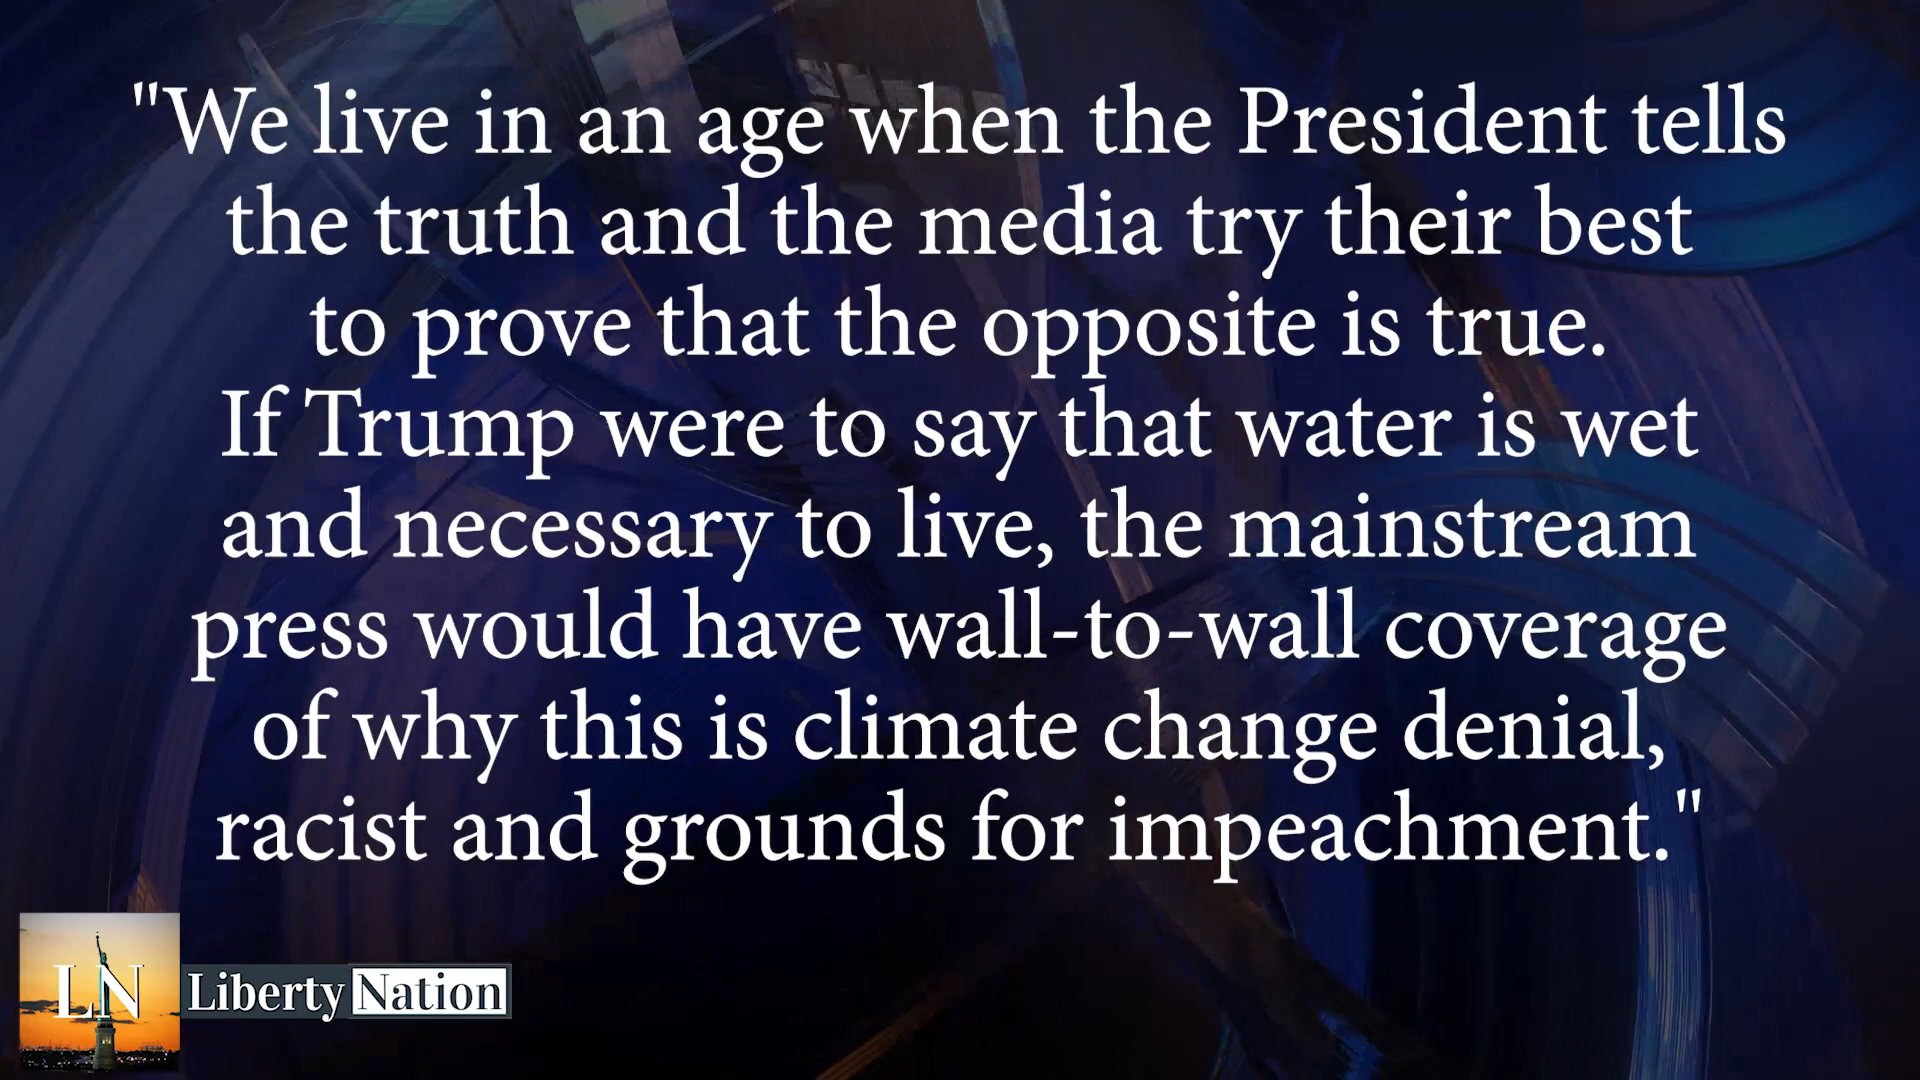 "We live in an age when the President tells
the truth and the media try their best
to prove that the opposite is true.
If Trump were to say that water is wet
and necessary to live, the mainstream
press would have wall-to-wall coverage
of why this is climate change denial,
racist and grounds for impeachment."
LN
Liberty Nation